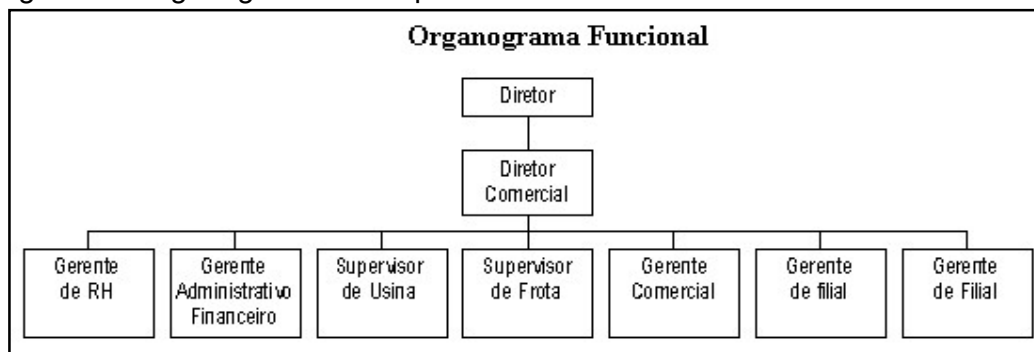 Organograma Funcional
Diretor
Diretor
Comercial
Gerente
de RH
Gerente
Administrativo
Financeiro
Supervisor
de Usina
Supervisor
de Frota
Gerente
Comercial
Gerente
de filial
Gerente
de Filial